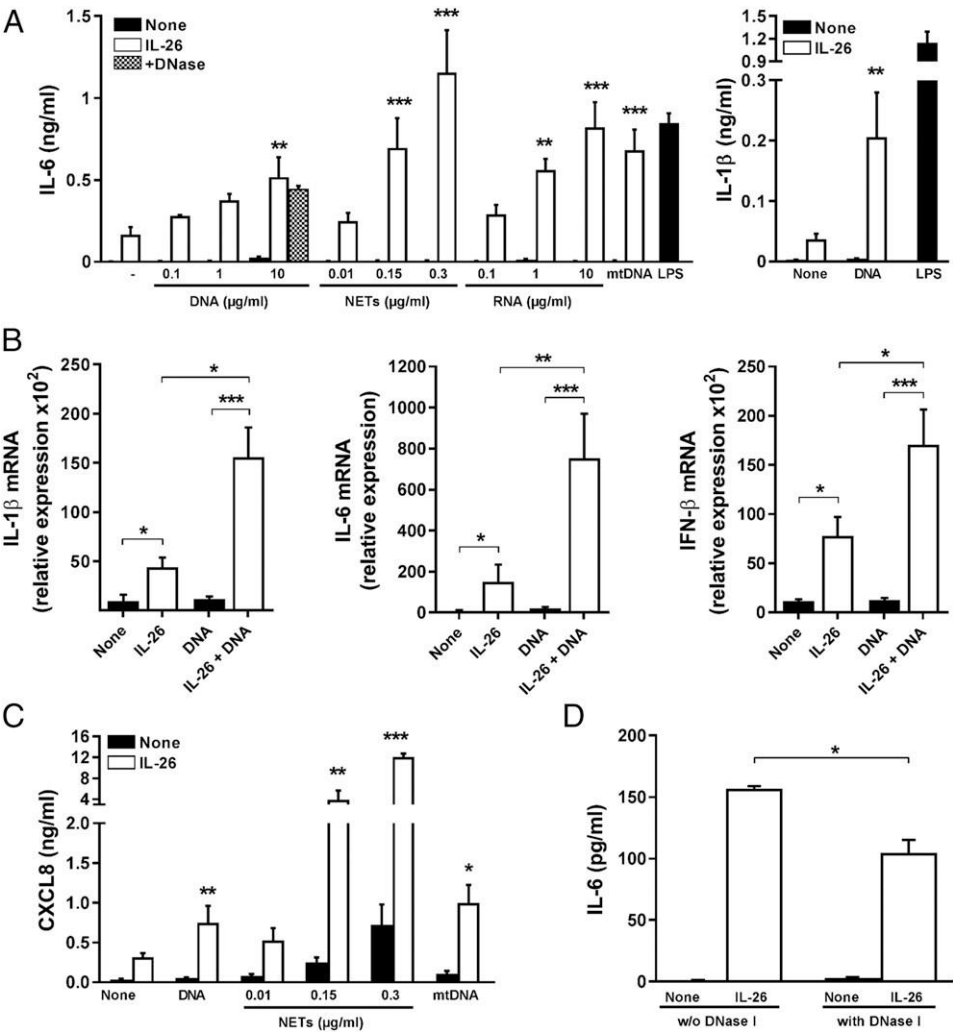 A
None
IL-26
+DNase
IL-6 (ng/ml)
1.5
1
0.5
0
** *** *** ** *** ***
- 0.1 1 10 0.01 0.15 0.3 0.1 1 10 mtDNA LPS
DNA (µg/ml) NETs (µg/ml) RNA (µg/ml)
None
IL-26
IL-1β (ng/ml)
1.5
1.2
0.9
0.3
0.2
0.1
0
**
None DNA LPS
B
IL-1β mRNA
(relative expression x10²)
250
200
150
100
50
*
***
*
None IL-26 DNA IL-26 + DNA
IL-6 mRNA
(relative expression)
1200
1000
800
600
400
200
0
**
***
*
None IL-26 DNA IL-26 + DNA
IFN-β mRNA
(relative expression x10²)
250
200
150
100
50
0
*
***
*
None IL-26 DNA IL-26 + DNA
C
None
IL-26
CXCL8 (ng/ml)
16
12
8
4
2.0
1.5
1.0
0.5
0.0
** ** *** *
None DNA 0.01 0.15 0.3 mtDNA
NETs (µg/ml)
D
IL-6 (pg/ml)
200
150
100
50
0
*
None IL-26 None IL-26
w/o DNase I with DNase I